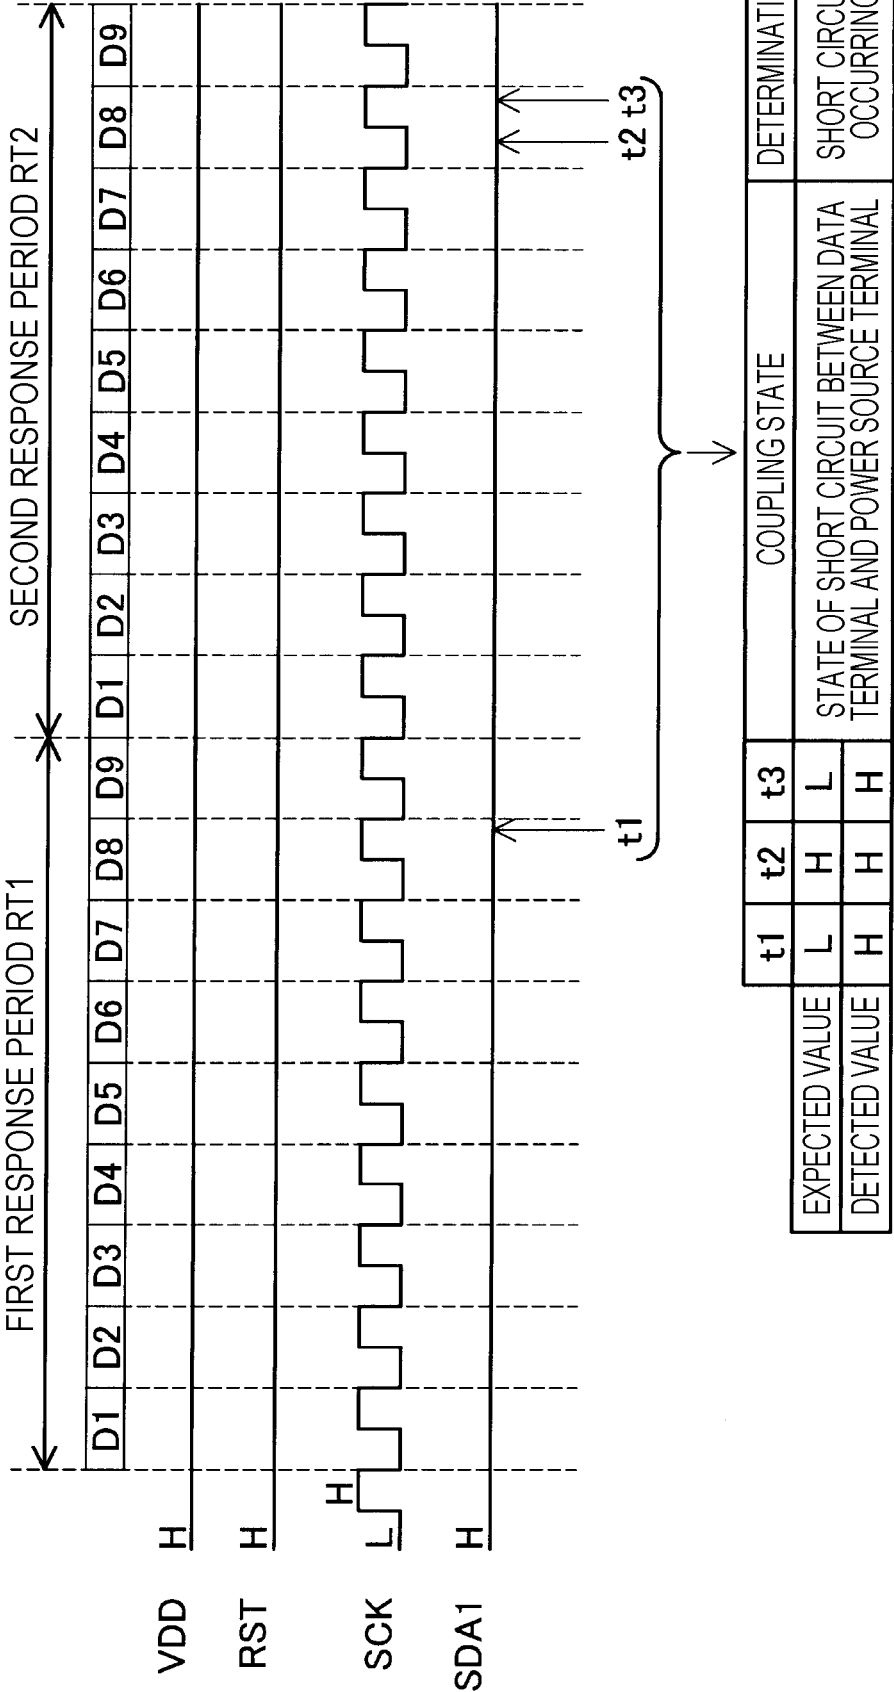 FIRST RESPONSE PERIOD RT1
SECOND RESPONSE PERIOD RT2
D1 D2 D3 D4 D5 D6 D7 D8 D9 D1 D2 D3 D4 D5 D6 D7 D8 D9
VDD H
RST H
SCK L H
SDA1 H
t1 t2 t3
t1 t2 t3 COUPLING STATE
EXPECTED VALUE L H L STATE OF SHORT CIRCUIT BETWEEN DATA
DETECTED VALUE H H H TERMINAL AND POWER SOURCE TERMINAL
SHORT